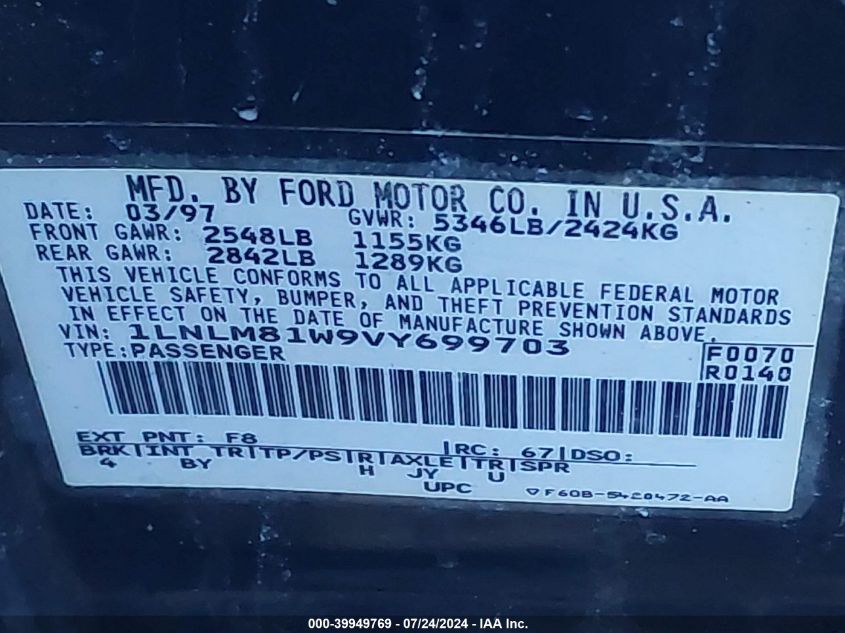 MFD. BY FORD MOTOR CO. IN U.S.A.
DATE: 03/97 GVWR: 5346LB/2424KG
FRONT GAWR: 2548LB 1155KG
REAR GAWR: 2842LB 1289KG
THIS VEHICLE CONFORMS TO ALL APPLICABLE FEDERAL MOTOR
VEHICLE SAFETY, BUMPER, AND THEFT PREVENTION STANDARDS
IN EFFECT ON THE DATE OF MANUFACTURE SHOWN ABOVE.
VIN: 1LNLM81W9VY699703
TYPE: PASSENGER
F0070
R0140
EXT PNT: F8 RC: 67 DSO:
BRK INT TR TP/PS R AXLE TR SPR
4 BY H JY U
UPC F60B-5420472-AA
000-39949769 - 07/24/2024 - IAA Inc.